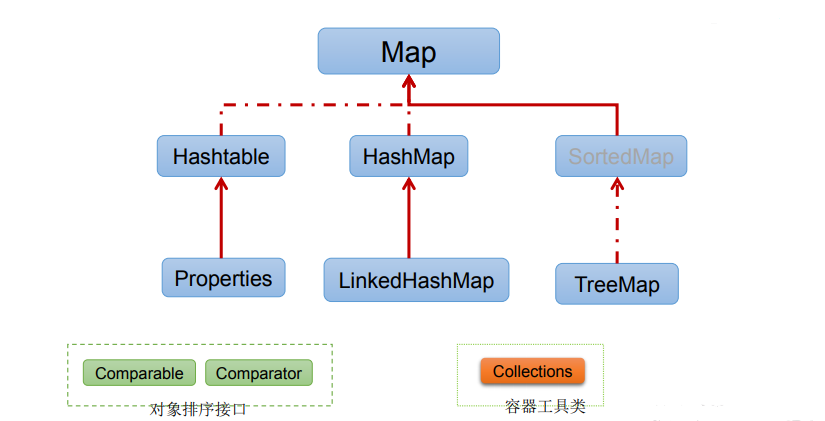 Map
Hashtable
HashMap
SortedMap
Properties
LinkedHashMap
TreeMap
Comparable
Comparator
Collections
对象排序接口
容器工具类